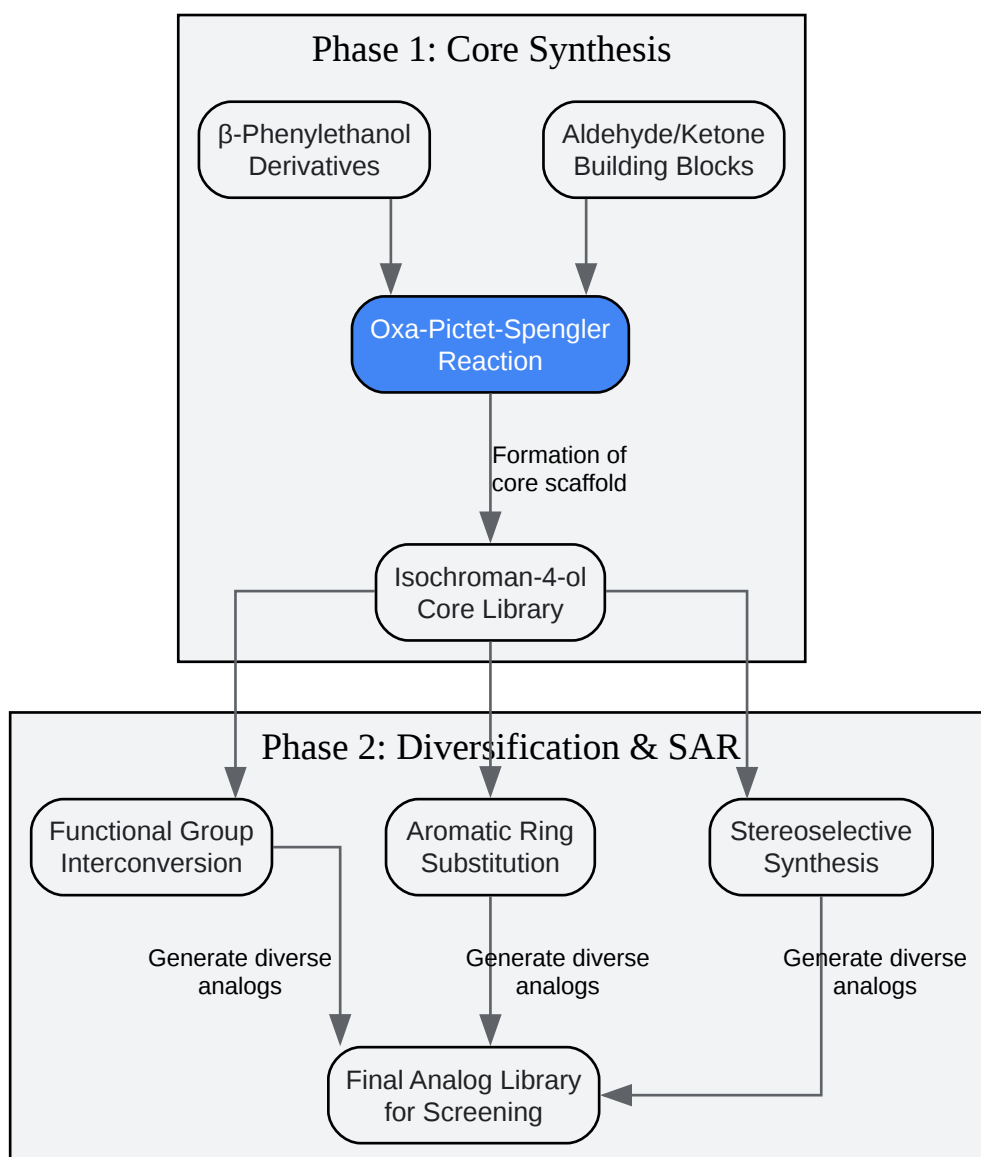 Phase 1: Core Synthesis
β-Phenylethanol
Derivatives
Aldehyde/Ketone
Building Blocks
Oxa-Pictet-Spengler
Reaction
Formation of
core scaffold
Isochroman-4-ol
Core Library
Phase 2: Diversification & SAR
Functional Group
Interconversion
Aromatic Ring
Substitution
Stereoselective
Synthesis
Generate diverse
analogs
Generate diverse
analogs
Generate diverse
analogs
Final Analog Library
for Screening